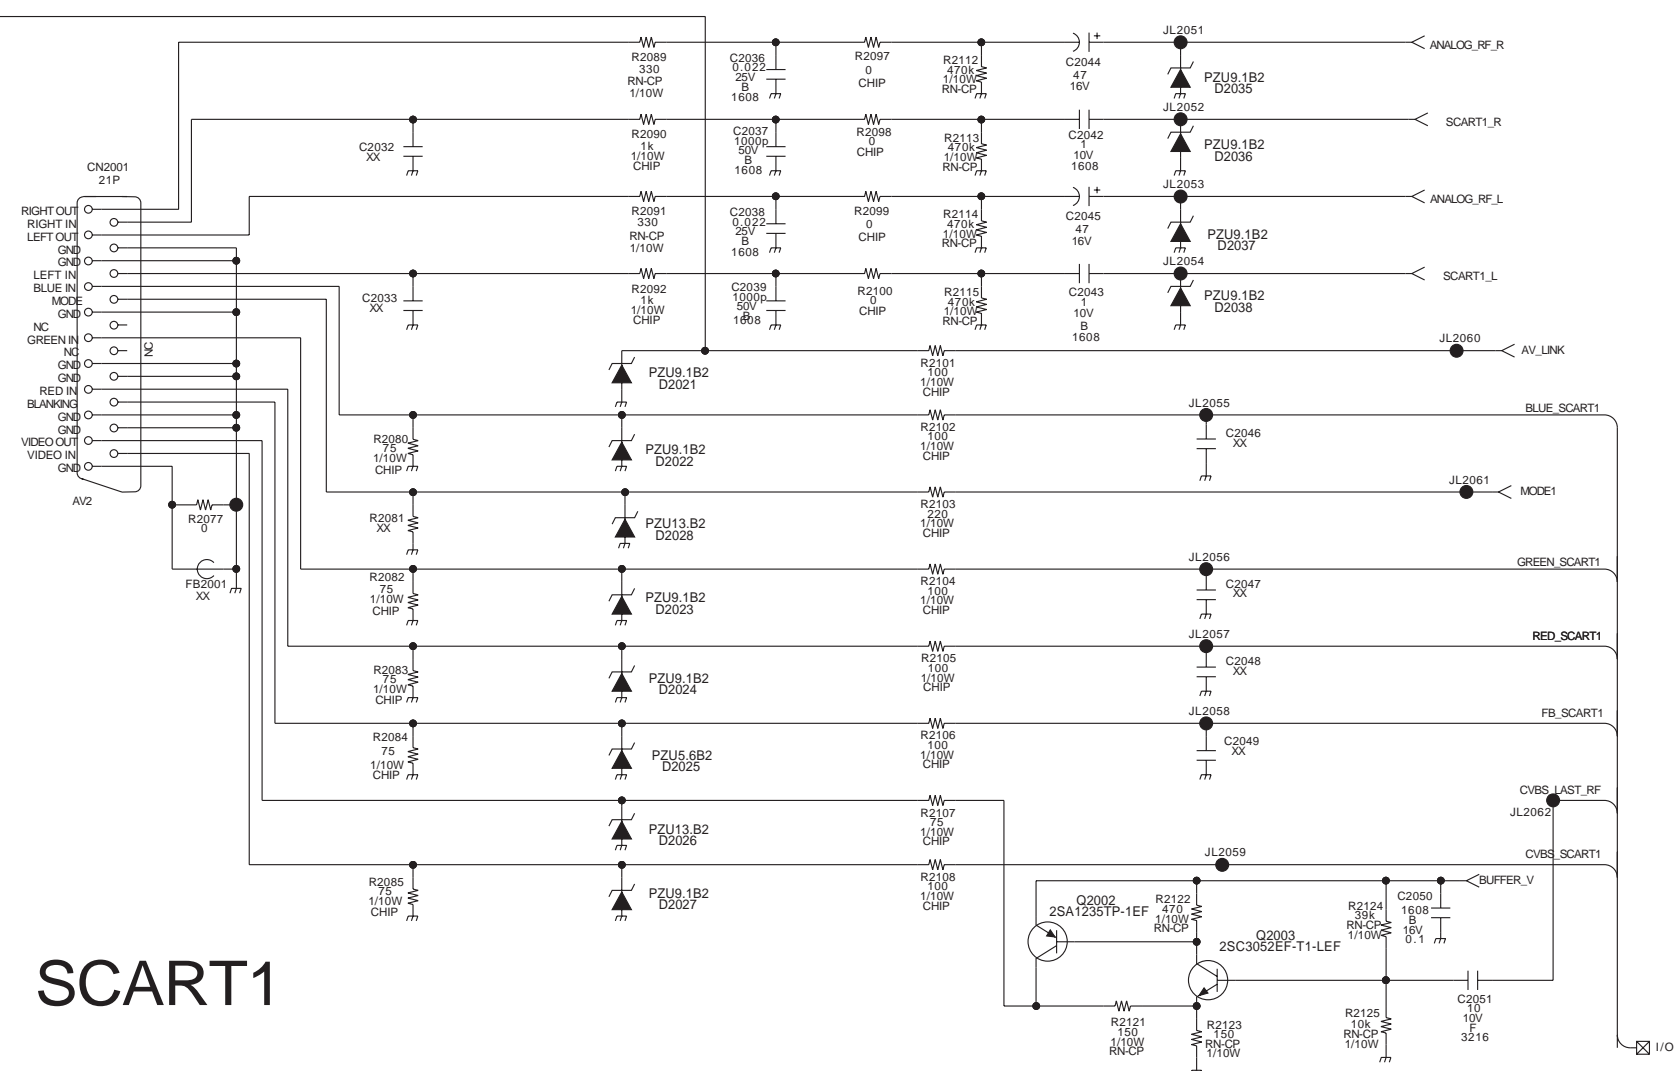 CN2001
21P
RIGHT OUT
RIGHT IN
LEFT OUT
GND
GND
LEFT IN
BLUE IN
MODE
GND
NC
GREEN IN
NC
GND
GND
RED IN
BLANKING
GND
GND
VIDEO OUT
VIDEO IN
GND
NC
AV2
R2077
0
FB2001
XX
R2089
330
RN-CP
1/10W
C2036
0.022
25V
B
1608
R2097
0
CHIP
R2112
470k
1/10W
RN-CP
C2044
47
16V
+
JL2051
PZU9.1B2
D2035
ANALOG_RF_R
C2032
XX
R2090
1k
1/10W
CHIP
C2037
1000p
50V
B
1608
R2098
0
CHIP
R2113
470k
1/10W
RN-CP
C2042
1
10V
B
1608
JL2052
PZU9.1B2
D2036
SCART1_R
R2091
330
RN-CP
1/10W
C2038
0.022
25V
B
1608
R2099
0
CHIP
R2114
470k
1/10W
RN-CP
C2045
47
16V
+
JL2053
PZU9.1B2
D2037
ANALOG_RF_L
C2033
XX
R2092
1k
1/10W
CHIP
C2039
1000p
50V
B
1608
R2100
0
CHIP
R2115
470k
1/10W
RN-CP
C2043
1
10V
B
1608
JL2054
PZU9.1B2
D2038
SCART1_L
PZU9.1B2
D2021
R2101
100
1/10W
CHIP
JL2060
AV_LINK
R2080
75
1/10W
CHIP
PZU9.1B2
D2022
R2102
100
1/10W
CHIP
JL2055
C2046
XX
BLUE_SCART1
R2081
XX
PZU13.B2
D2028
R2103
220
1/10W
CHIP
JL2061
MODE1
R2082
75
1/10W
CHIP
PZU9.1B2
D2023
R2104
100
1/10W
CHIP
JL2056
C2047
XX
GREEN_SCART1
R2083
75
1/10W
CHIP
PZU9.1B2
D2024
R2105
100
1/10W
CHIP
JL2057
C2048
XX
RED_SCART1
R2084
75
1/10W
CHIP
PZU5.6B2
D2025
R2106
100
1/10W
CHIP
JL2058
C2049
XX
FB_SCART1
PZU13.B2
D2026
R2107
75
1/10W
CHIP
CVBS_LAST_RF
JL2062
R2085
75
1/10W
CHIP
PZU9.1B2
D2027
R2108
100
1/10W
CHIP
JL2059
CVBS_SCART1
BUFFER_V
Q2002
2SA1235TP-1EF
R2122
470
1/10W
RN-CP
Q2003
2SC3052EF-T1-LEF
R2124
39k
RN-CP
1/10W
C2050
1608
B
16V
0.1
R2121
150
1/10W
RN-CP
R2123
150
RN-CP
1/10W
R2125
10k
RN-CP
1/10W
C2051
10
10V
F
3216
I/O
SCART1